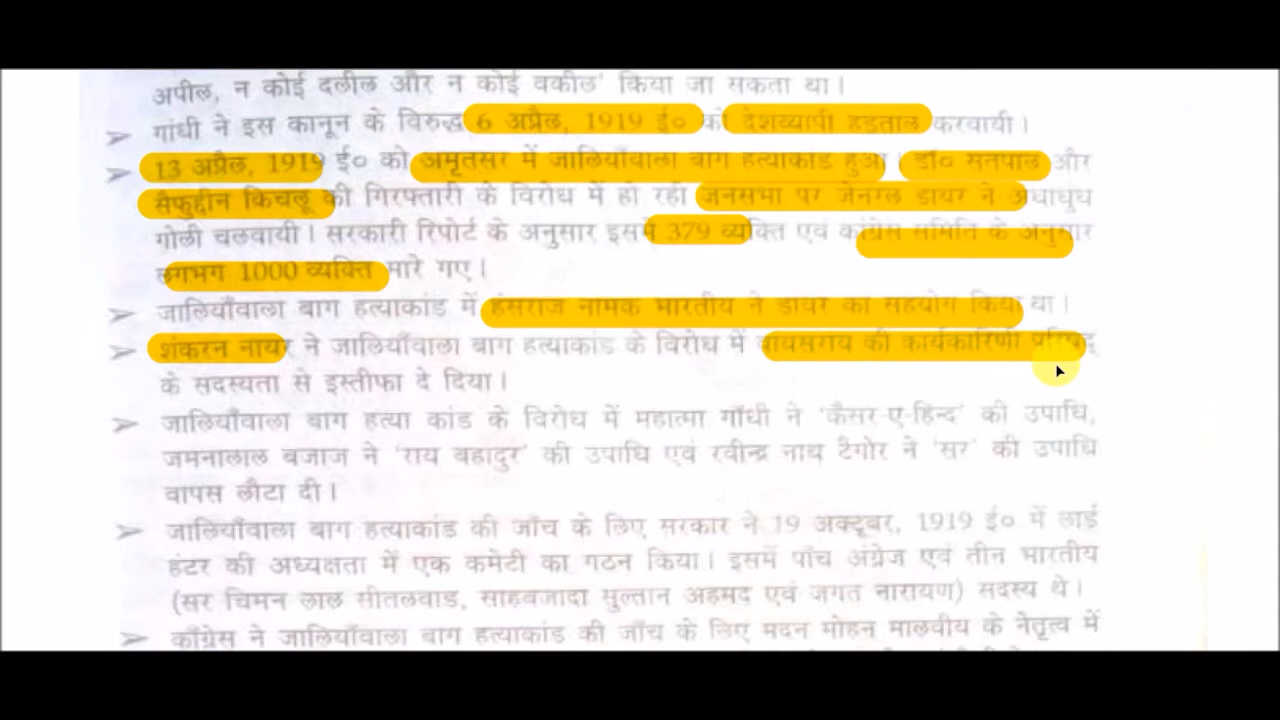 अपील, न कोई दलील और न कोई वकील' किया जा सकता था।
➢ गांधी ने इस कानून के विरुद्ध 6 अप्रैल, 1919 ई० को देशव्यापी हड़ताल करवायी।
➢ 13 अप्रैल, 1919 ई० को अमृतसर में जालियाँवाला बाग हत्याकांड हुआ। डॉ० सतपाल और
सैफुद्दीन किचलू की गिरफ्तारी के विरोध में हो रही जनसभा पर जेनरल डायर ने अंधाधुंध
गोली चलवायी। सरकारी रिपोर्ट के अनुसार इसमें 379 व्यक्ति एवं काँग्रेस समिति के अनुसार
लगभग 1000 व्यक्ति मारे गए।
➢ जालियाँवाला बाग हत्याकांड में हंसराज नामक भारतीय ने डायर का सहयोग किया था।
➢ शंकरन नायर ने जालियाँवाला बाग हत्याकांड के विरोध में वायसराय की कार्यकारिणी परिषद्
के सदस्यता से इस्तीफा दे दिया।
➢ जालियाँवाला बाग हत्या कांड के विरोध में महात्मा गाँधी ने 'कैसर-ए-हिन्द' की उपाधि,
जमनालाल बजाज ने 'राय बहादुर' की उपाधि एवं रवीन्द्र नाथ टैगोर ने 'सर' की उपाधि
वापस लौटा दी।
➢ जालियाँवाला बाग हत्याकांड की जाँच के लिए सरकार ने 19 अक्टूबर, 1919 ई० में लार्ड
हंटर की अध्यक्षता में एक कमेटी का गठन किया। इसमें पाँच अंग्रेज एवं तीन भारतीय
(सर चिमन लाल सीतलवाड, साहबजादा सुल्तान अहमद एवं जगत नारायण) सदस्य थे।
➢ काँग्रेस ने जालियाँवाला बाग हत्याकांड की जाँच के लिए मदन मोहन मालवीय के नेतृत्व में